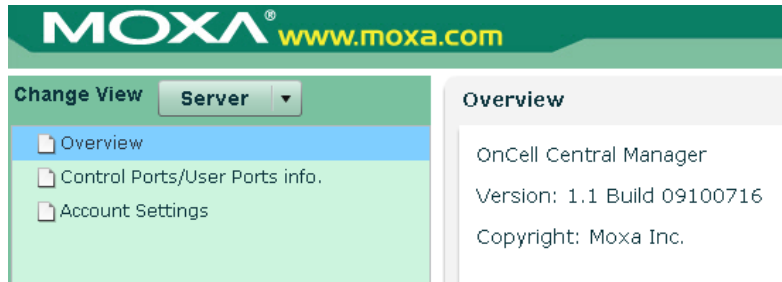 MOXA® www.moxa.com
Change View Server
Overview
Control Ports/User Ports info.
Account Settings
Overview
OnCell Central Manager
Version: 1.1 Build 09100716
Copyright: Moxa Inc.